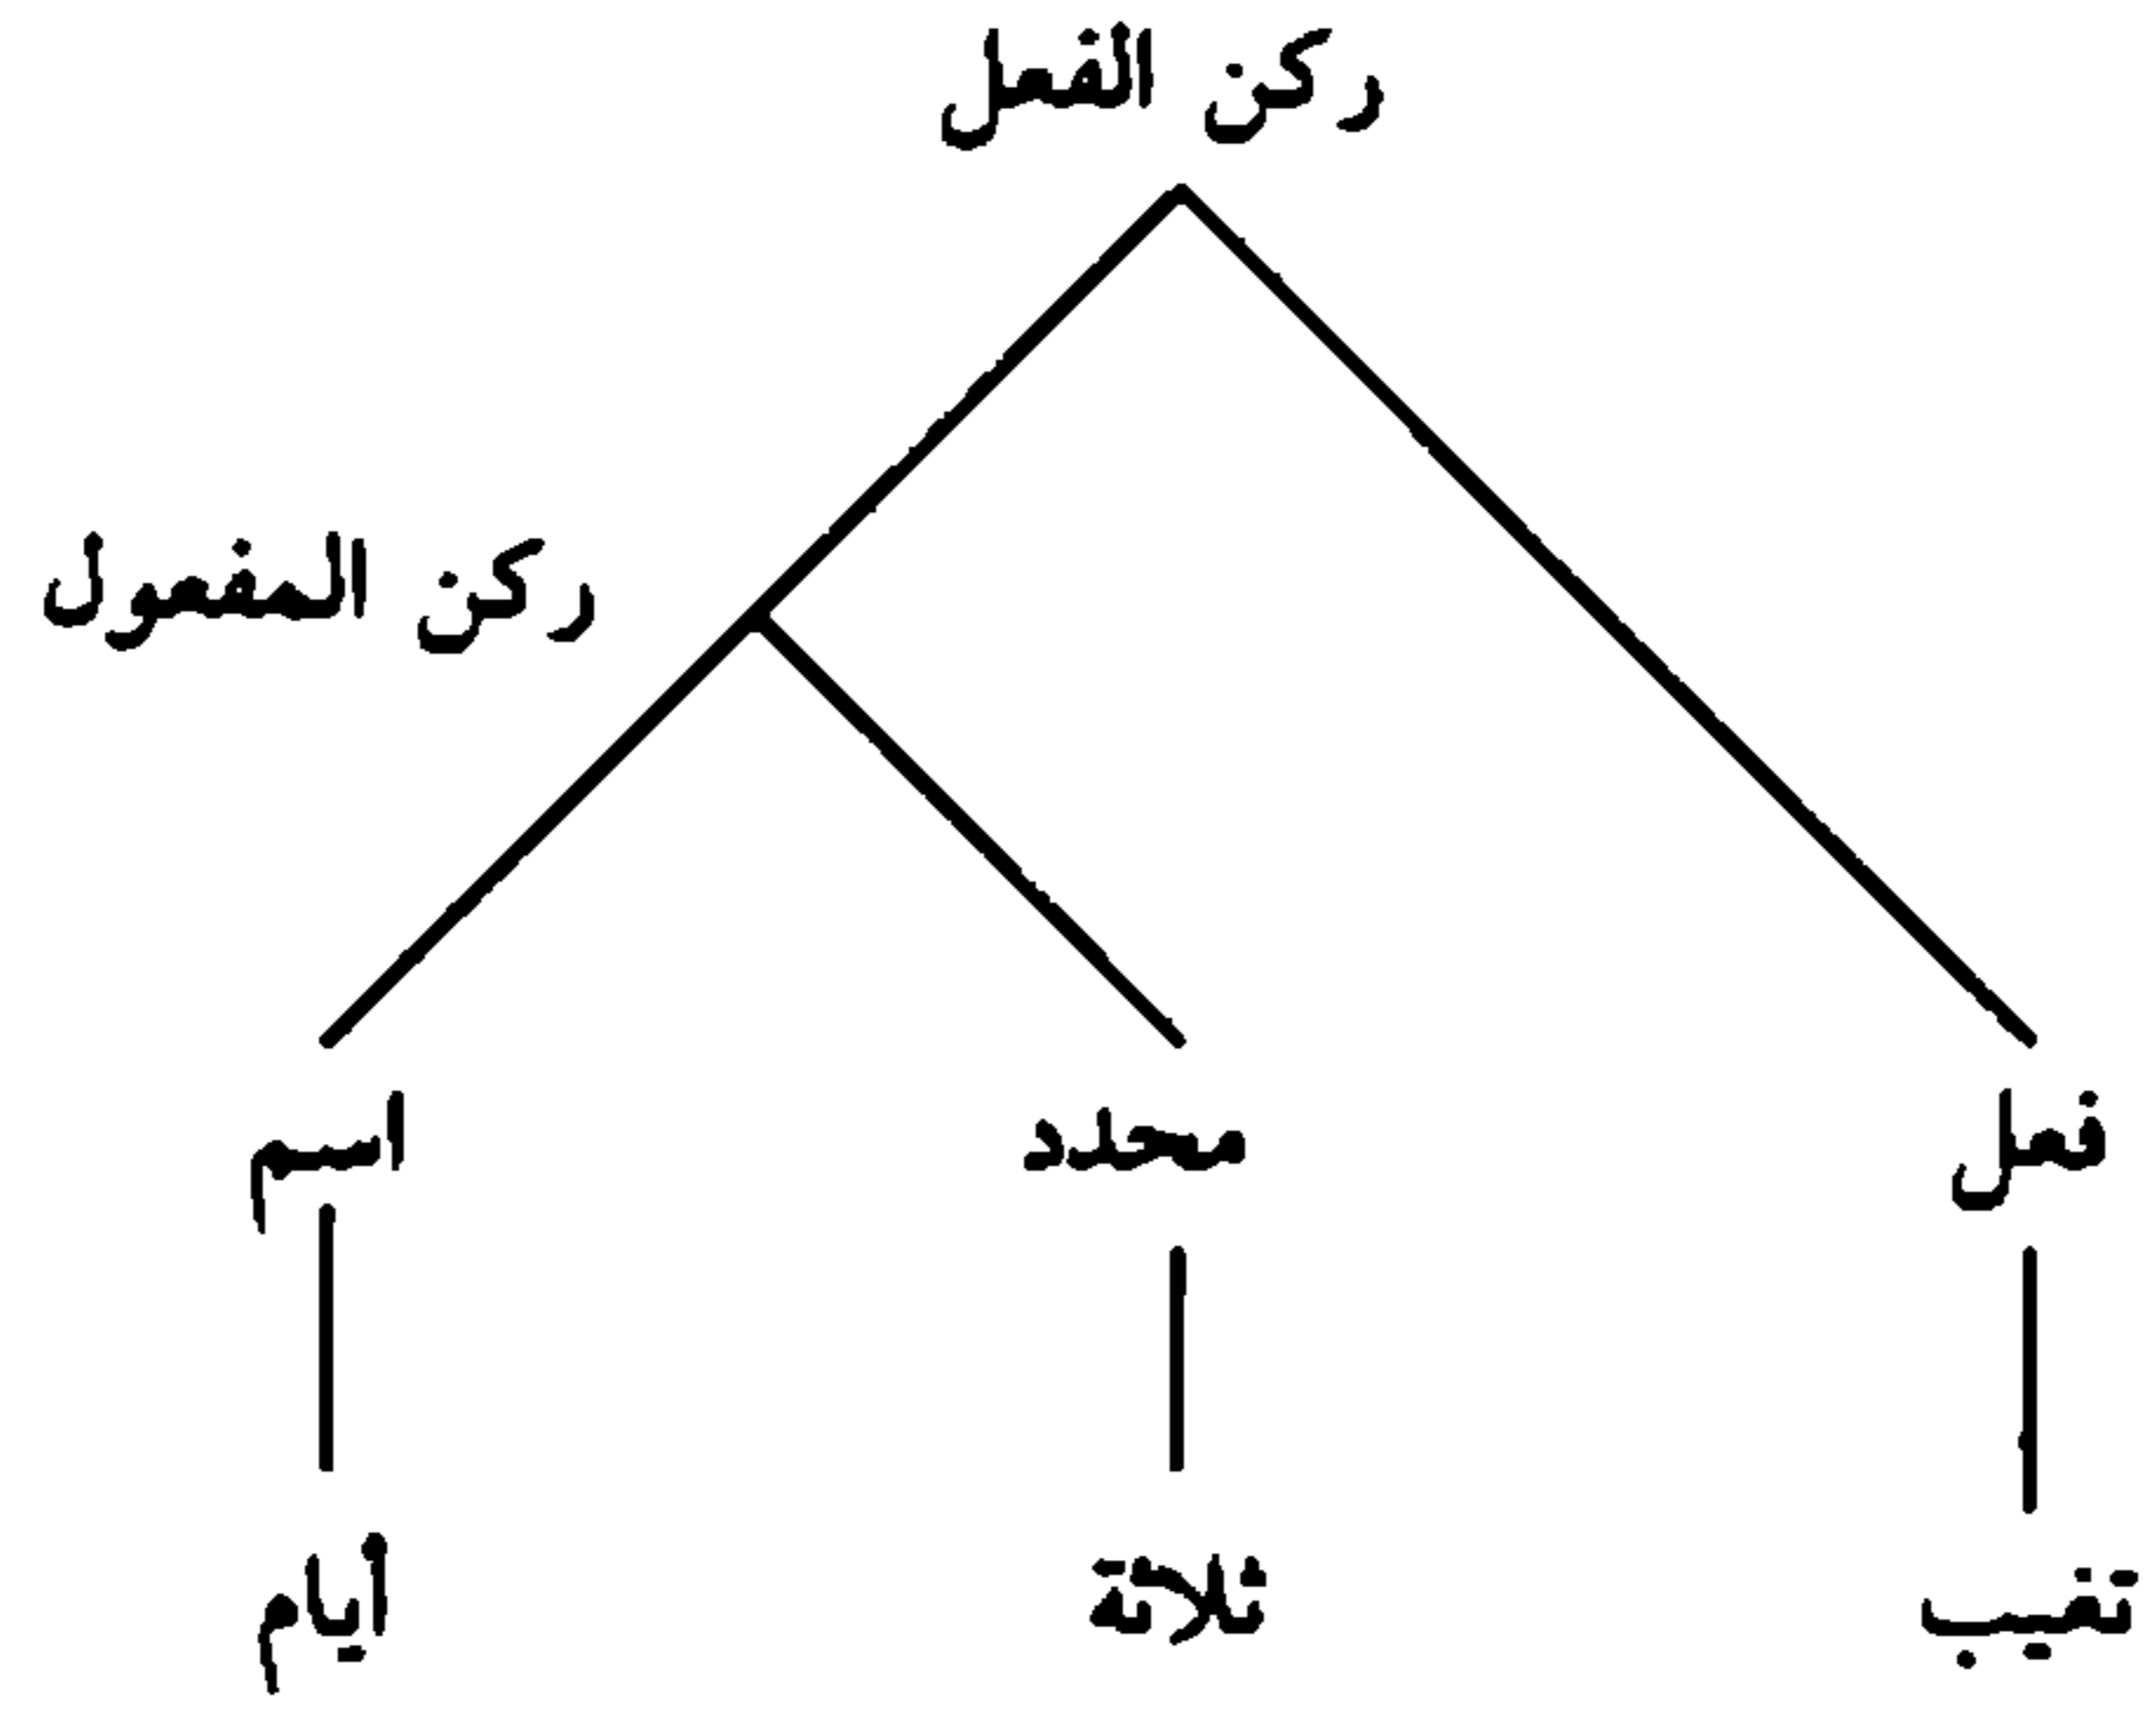 ركن الفعل
ركن المفعول
فعل محدد اسم
تغيب ثلاثة أيام